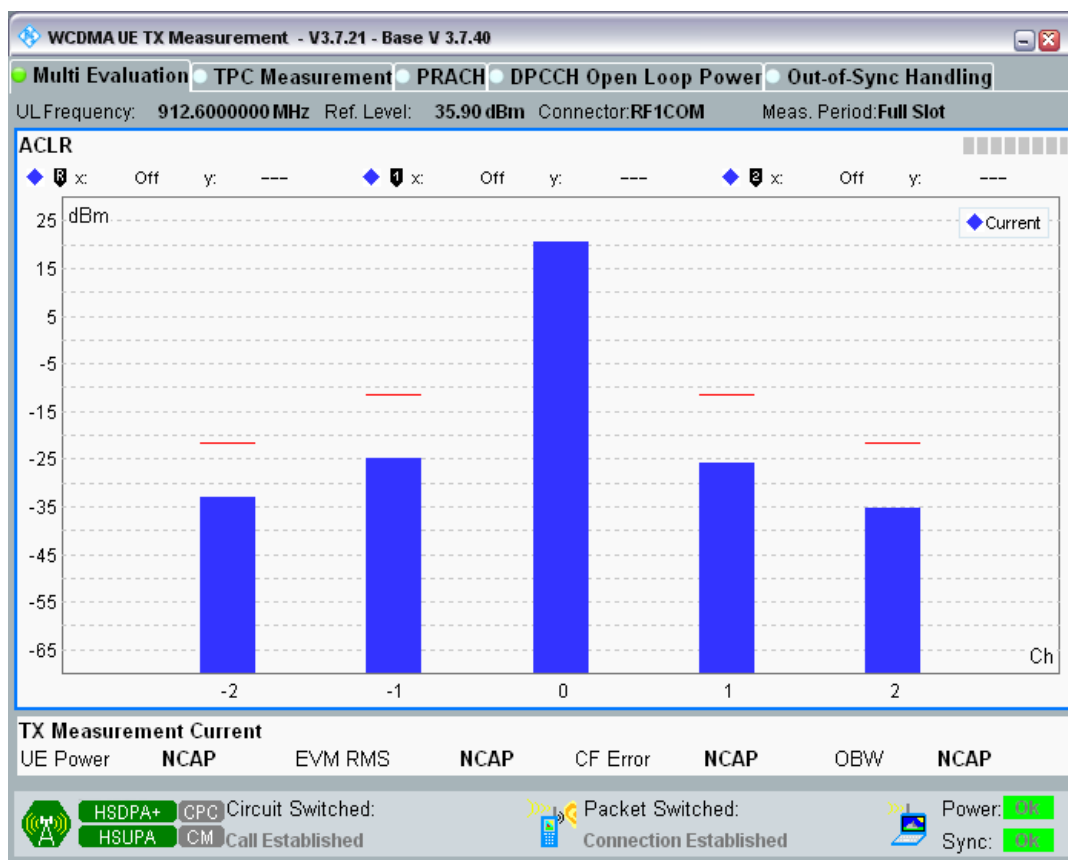 WCDMA UE TX Measurement - V3.7.21 - Base V 3.7.40
Multi Evaluation TPC Measurement PRACH DPCCH Open Loop Power Out-of-Sync Handling
UL Frequency: 912.6000000 MHz Ref. Level: 35.90 dBm Connector: RF1COM Meas. Period: Full Slot
ACLR
R x: Off y: --- 1 x: Off y: --- 2 x: Off y: ---
dBm
Current
25
15
5
-5
-15
-25
-35
-45
-55
-65
Ch
-2 -1 0 1 2
TX Measurement Current
UE Power NCAP EVM RMS NCAP CF Error NCAP OBW NCAP
HSDPA+ CPC Circuit Switched: Packet Switched: Power: Ok
HSUPA CM Call Established Connection Established Sync: OK